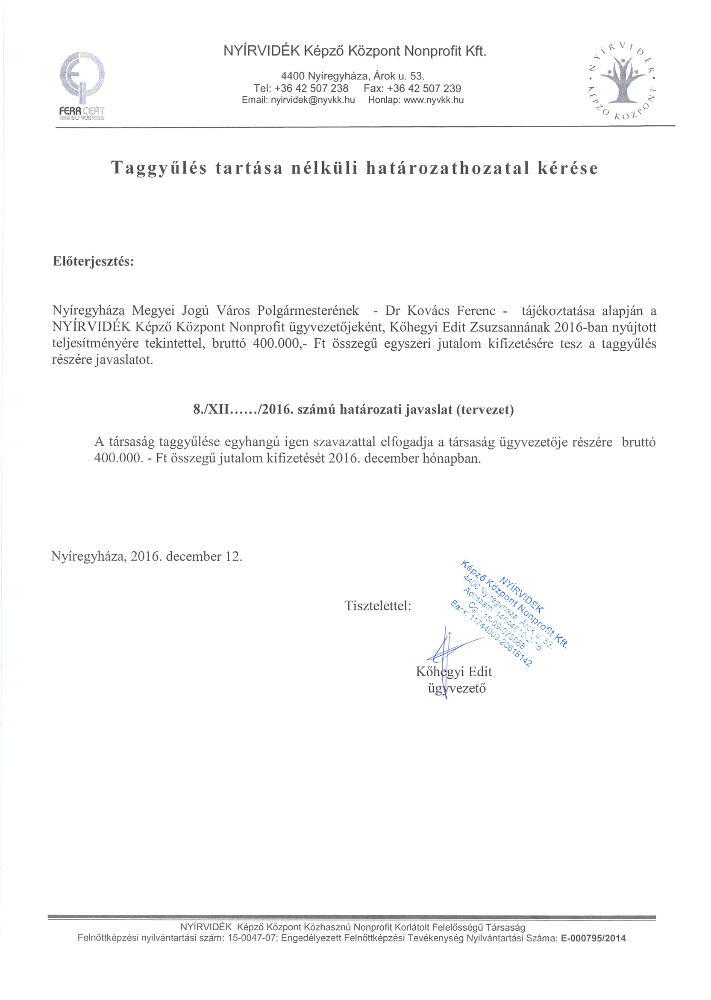 NYÍRVIDÉK Képző Központ Nonprofit Kft.
4400 Nyíregyháza, Árok u. 53.
Tel: +36 42 507 238 Fax: +36 42 507 239
Email: nyirvidek@nyvkk.hu Honlap: www.nyvkk.hu
FERR CERT
ISO 9001
· NYÍRVIDÉK · KÉPZŐ KÖZPONT
Taggyűlés tartása nélküli határozathozatal kérése
Előterjesztés:
Nyíregyháza Megyei Jogú Város Polgármesterének - Dr Kovács Ferenc - tájékoztatása alapján a
NYÍRVIDÉK Képző Központ Nonprofit ügyvezetőjeként, Kőhegyi Edit Zsuzsannának 2016-ban nyújtott
teljesítményére tekintettel, bruttó 400.000,- Ft összegű egyszeri jutalom kifizetésére tesz a taggyűlés
részére javaslatot.
8./XII....../2016. számú határozati javaslat (tervezet)
A társaság taggyűlése egyhangú igen szavazattal elfogadja a társaság ügyvezetője részére bruttó
400.000. - Ft összegű jutalom kifizetését 2016. december hónapban.
Nyíregyháza, 2016. december 12.
Tisztelettel:
NYÍRVIDÉK
Képző Központ Nonprofit Kft.
4400 Nyíregyháza, Árok u. 53.
Adószám: 14644610-2-15
Cg.: 15-09-073868
Bank: 11744003-20618142
Kőhegyi Edit
ügyvezető
NYÍRVIDÉK Képző Központ Közhasznú Nonprofit Korlátolt Felelősségű Társaság
Felnőttképzési nyilvántartási szám: 15-0047-07; Engedélyezett Felnőttképzési Tevékenység Nyilvántartási Száma: E-000795/2014